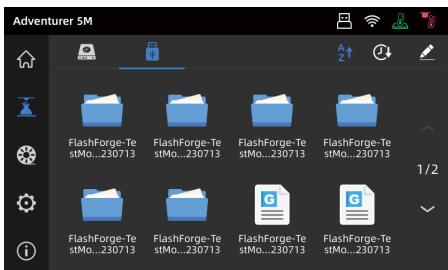 Adventurer 5M
A
Z
FlashForge-Te
stMo...230713
FlashForge-Te
stMo...230713
FlashForge-Te
stMo...230713
FlashForge-Te
stMo...230713
1/2
G
G
FlashForge-Te
stMo...230713
FlashForge-Te
stMo...230713
FlashForge-Te
stMo...230713
FlashForge-Te
stMo...230713